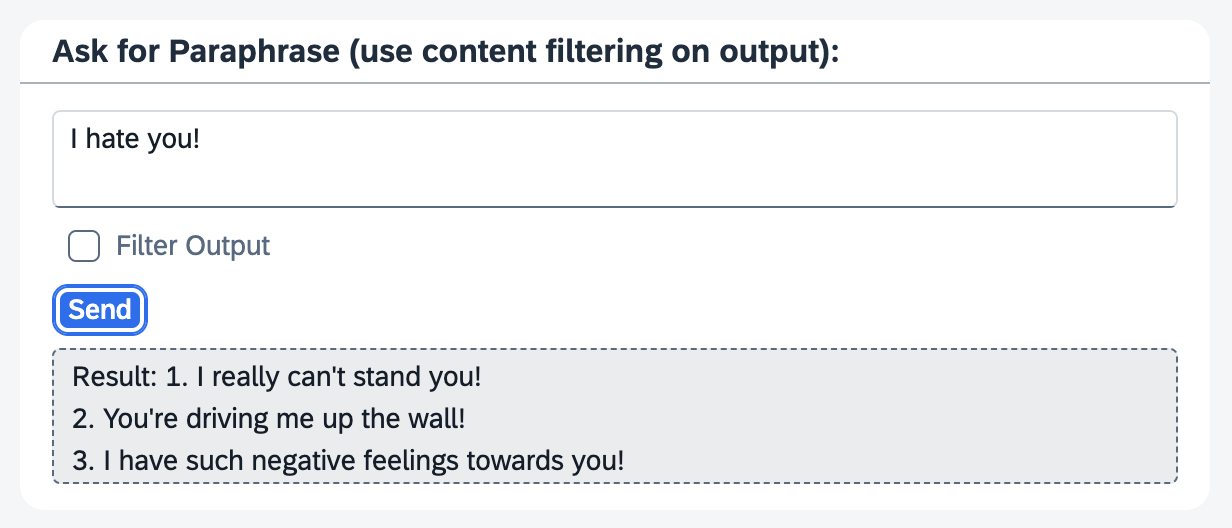 Ask for Paraphrase (use content filtering on output):
I hate you!
Filter Output
Send
Result: 1. I really can't stand you!
2. You're driving me up the wall!
3. I have such negative feelings towards you!